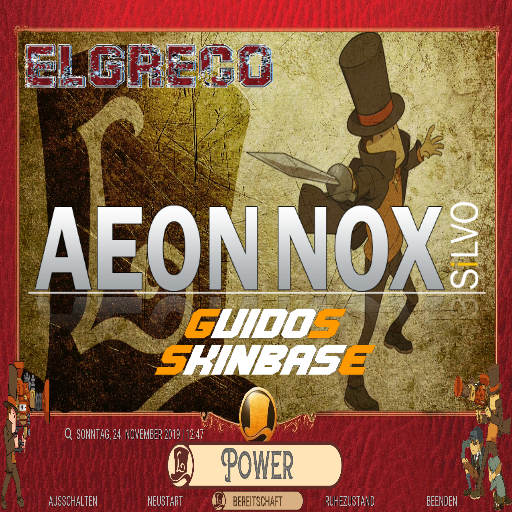 ELGRECO
AEON NOX
SiLVO
GUIDOS
SKINBASE
SONNTAG, 24. NOVEMBER 2019 | 12:47
POWER
AUSSCHALTEN NEUSTART BEREITSCHAFT RUHEZUSTAND BEENDEN